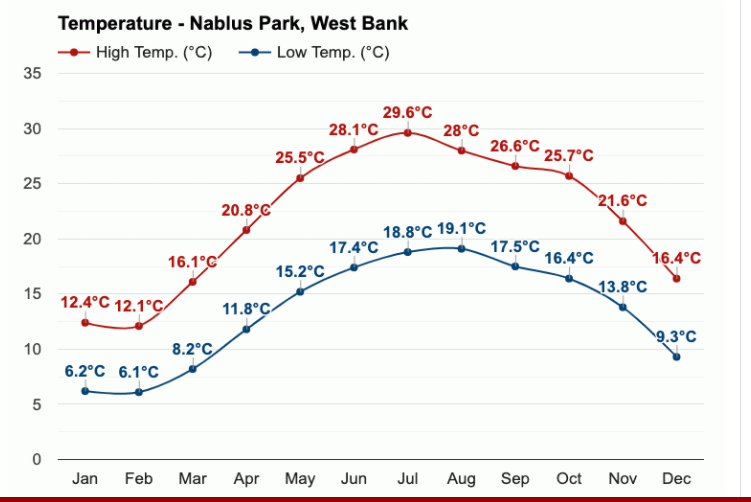 Temperature - Nablus Park, West Bank
High Temp. (°C) Low Temp. (°C)
35
30
25
20
15
10
5
0
12.4°C 12.1°C 16.1°C 20.8°C 25.5°C 28.1°C 29.6°C 28°C 26.6°C 25.7°C 21.6°C 16.4°C
6.2°C 6.1°C 8.2°C 11.8°C 15.2°C 17.4°C 18.8°C 19.1°C 17.5°C 16.4°C 13.8°C 9.3°C
Jan Feb Mar Apr May Jun Jul Aug Sep Oct Nov Dec